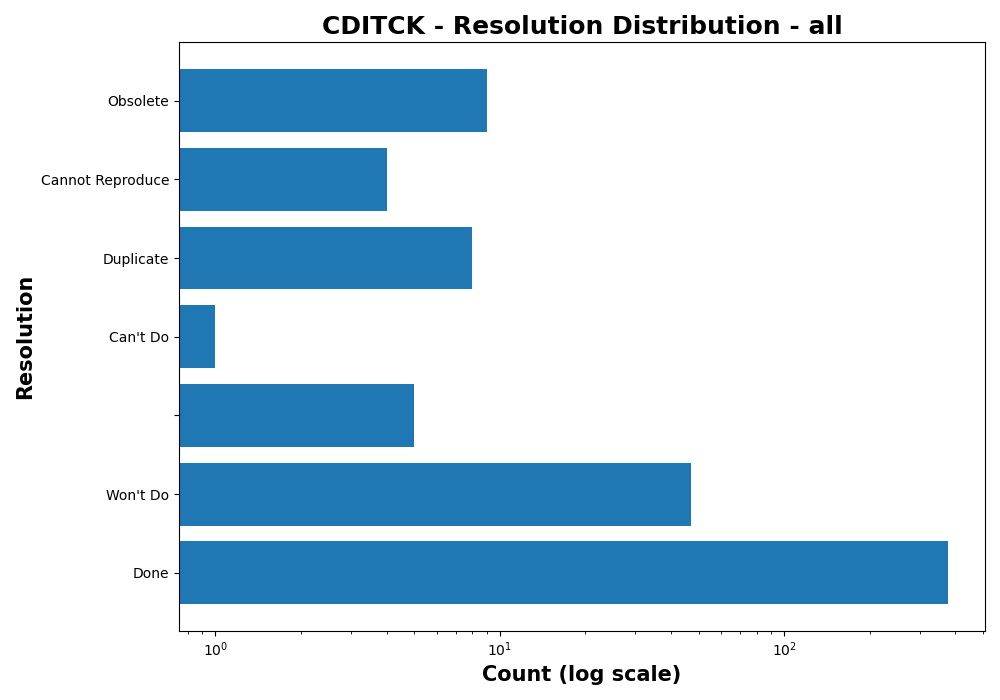 CDITCK - Resolution Distribution - all
Resolution
Obsolete
Cannot Reproduce
Duplicate
Can't Do
Won't Do
Done
10⁰
10¹
10²
Count (log scale)